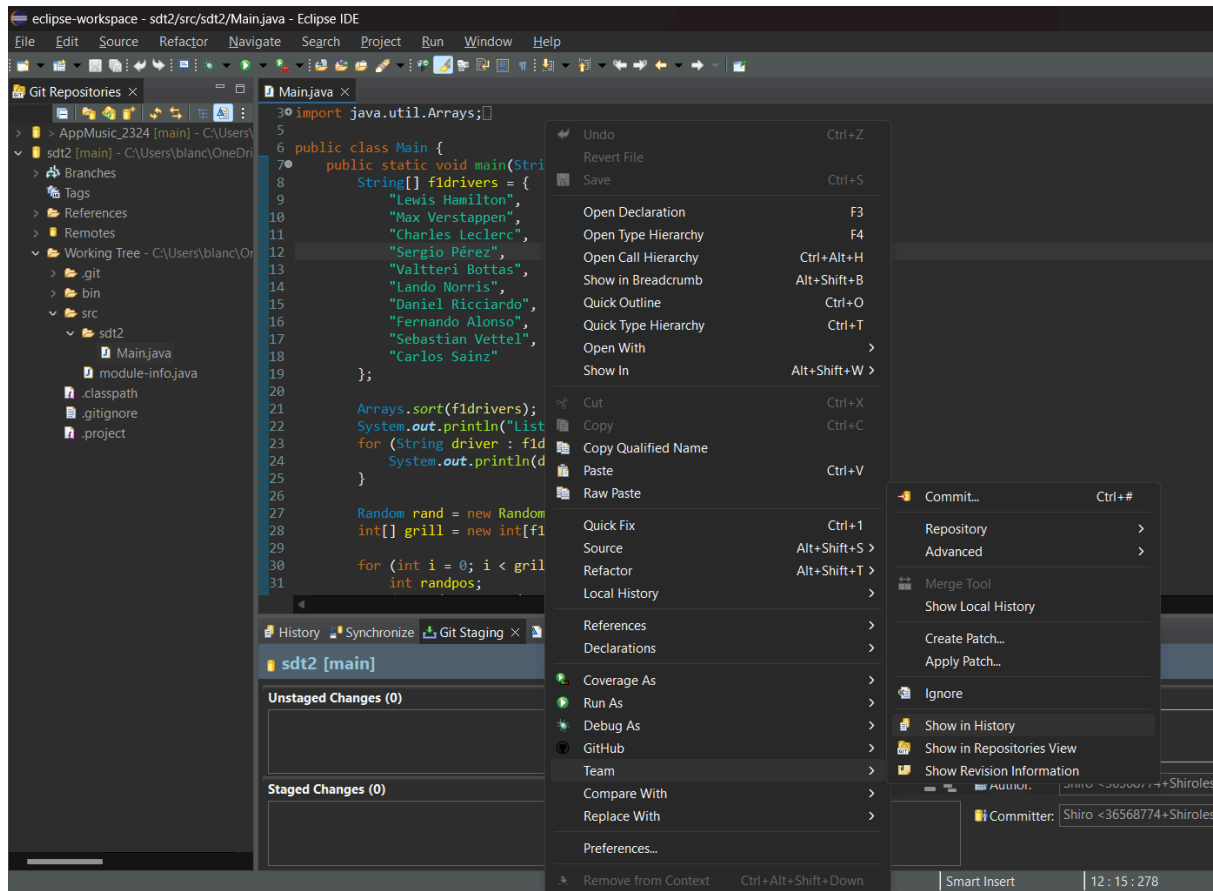 eclipse-workspace - sdt2/src/sdt2/Main.java - Eclipse IDE
File Edit Source Refactor Navigate Search Project Run Window Help
Git Repositories
> AppMusic_2324 [main] - C:\Users\
sdt2 [main] - C:\Users\blanc\OneDri
Branches
Tags
References
Remotes
Working Tree - C:\Users\blanc\On
.git
bin
src
sdt2
Main.java
module-info.java
.classpath
.gitignore
.project
Main.java
3 import java.util.Arrays;
5
6 public class Main {
7 public static void main(Stri
8 String[] f1drivers = {
9 "Lewis Hamilton",
10 "Max Verstappen",
11 "Charles Leclerc",
12 "Sergio Pérez",
13 "Valtteri Bottas",
14 "Lando Norris",
15 "Daniel Ricciardo",
16 "Fernando Alonso",
17 "Sebastian Vettel",
18 "Carlos Sainz"
19 };
20
21 Arrays.sort(f1drivers);
22 System.out.println("List
23 for (String driver : f1d
24 System.out.println(d
25 }
26
27 Random rand = new Random
28 int[] grill = new int[f1
29
30 for (int i = 0; i < gril
31 int randpos;
History Synchronize Git Staging
sdt2 [main]
Unstaged Changes (0)
Staged Changes (0)
Undo Ctrl+Z
Revert File
Save Ctrl+S
Open Declaration F3
Open Type Hierarchy F4
Open Call Hierarchy Ctrl+Alt+H
Show in Breadcrumb Alt+Shift+B
Quick Outline Ctrl+O
Quick Type Hierarchy Ctrl+T
Open With
Show In Alt+Shift+W
Cut Ctrl+X
Copy Ctrl+C
Copy Qualified Name
Paste Ctrl+V
Raw Paste
Quick Fix Ctrl+1
Source Alt+Shift+S
Refactor Alt+Shift+T
Local History
References
Declarations
Coverage As
Run As
Debug As
GitHub
Team
Compare With
Replace With
Preferences...
Remove from Context Ctrl+Alt+Shift+Down
Commit... Ctrl+#
Repository
Advanced
Merge Tool
Show Local History
Create Patch...
Apply Patch...
Ignore
Show in History
Show in Repositories View
Show Revision Information
Author: Shiro <36568774+Shiroles
Committer: Shiro <36568774+Shiroles
Smart Insert 12 : 15 : 278